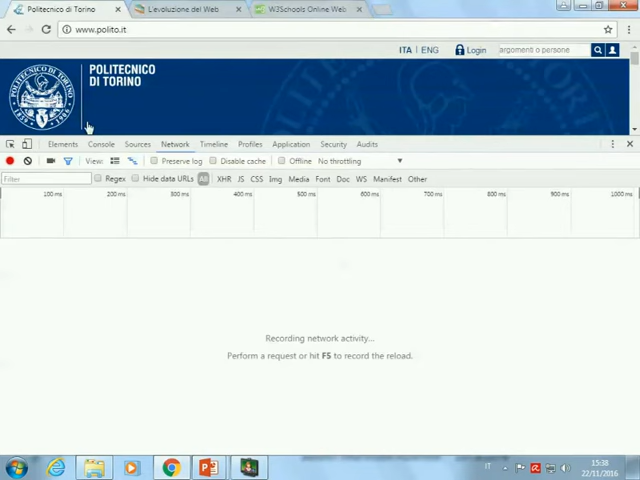 Politecnico di Torino
L'evoluzione del Web
W3Schools Online Web
www.polito.it
ITA | ENG
Login
argomenti o persone
POLITECNICO
DI TORINO
Elements Console Sources Network Timeline Profiles Application Security Audits
View: Preserve log Disable cache Offline No throttling
Filter Regex Hide data URLs All XHR JS CSS Img Media Font Doc WS Manifest Other
100 ms 200 ms 300 ms 400 ms 500 ms 600 ms 700 ms 800 ms 900 ms 1000 ms
Recording network activity...
Perform a request or hit F5 to record the reload.
IT
15:38
22/11/2016